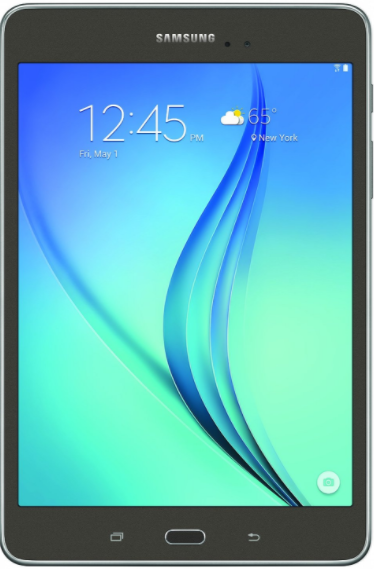 SAMSUNG
12:45 PM
65°
Fri, May 1
New York